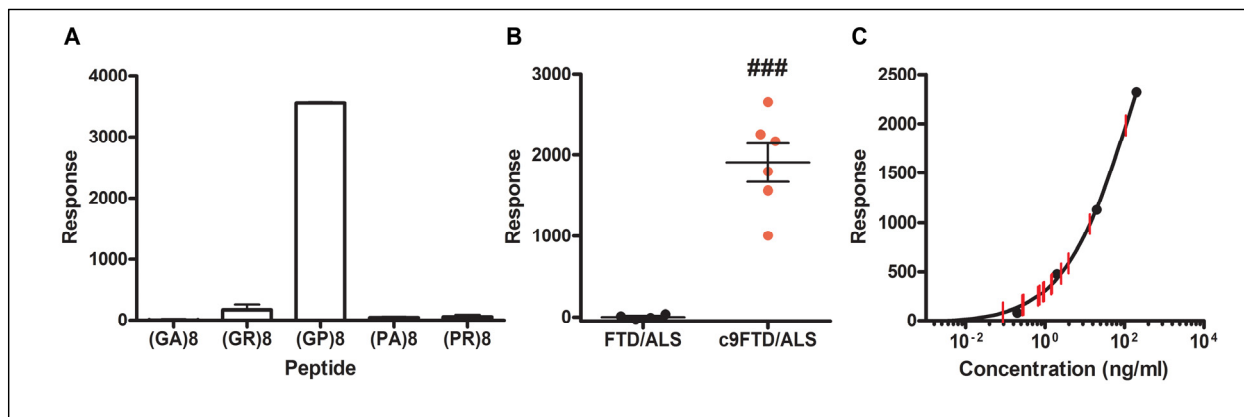 A
Response
4000
3000
2000
1000
0
(GA)8 (GR)8 (GP)8 (PA)8 (PR)8
Peptide
B
###
Response
3000
2000
1000
0
FTD/ALS c9FTD/ALS
C
Response
2500
2000
1500
1000
500
0
10-2 100 102 104
Concentration (ng/ml)